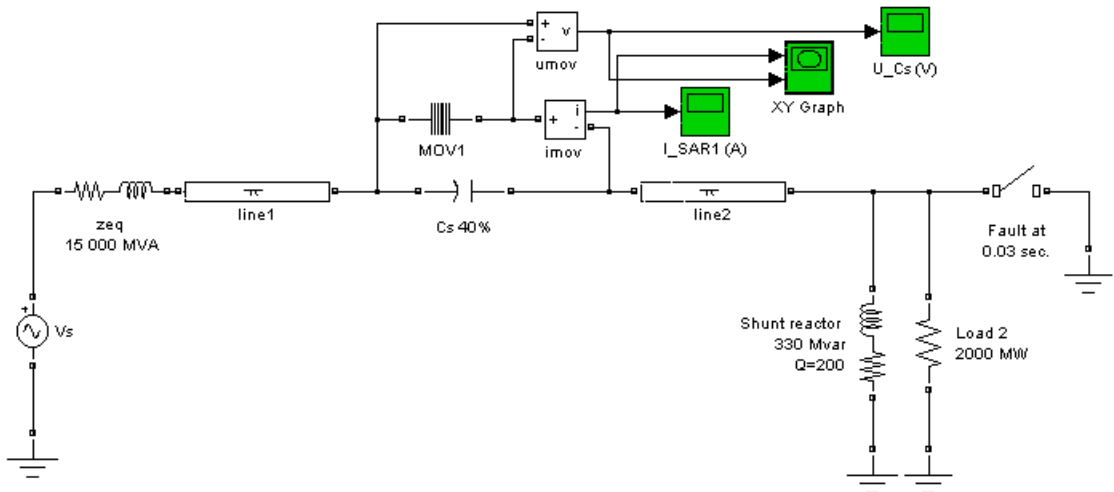 +
-
v
umov
U_Cs (V)
XY Graph
MOV1
+
i
-
imov
I_SAR1 (A)
zeq
15 000 MVA
line1
Cs 40%
line2
Fault at
0.03 sec.
+
Vs
Shunt reactor
330 Mvar
Q=200
Load 2
2000 MW